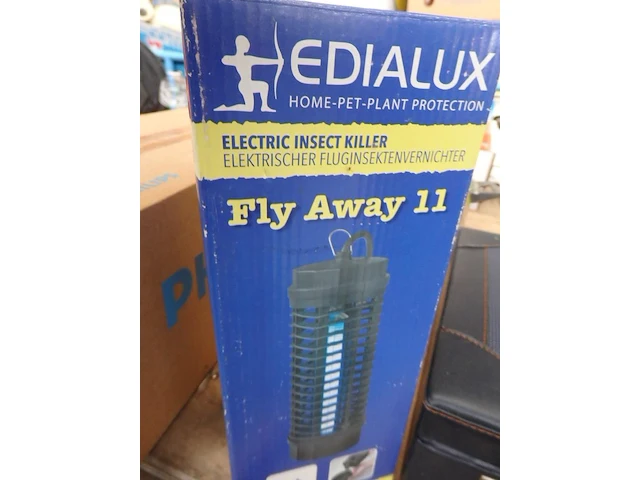 EDIALUX
HOME-PET-PLANT PROTECTION
ELECTRIC INSECT KILLER
ELEKTRISCHER FLUGINSEKTENVERNICHTER
Fly Away 11